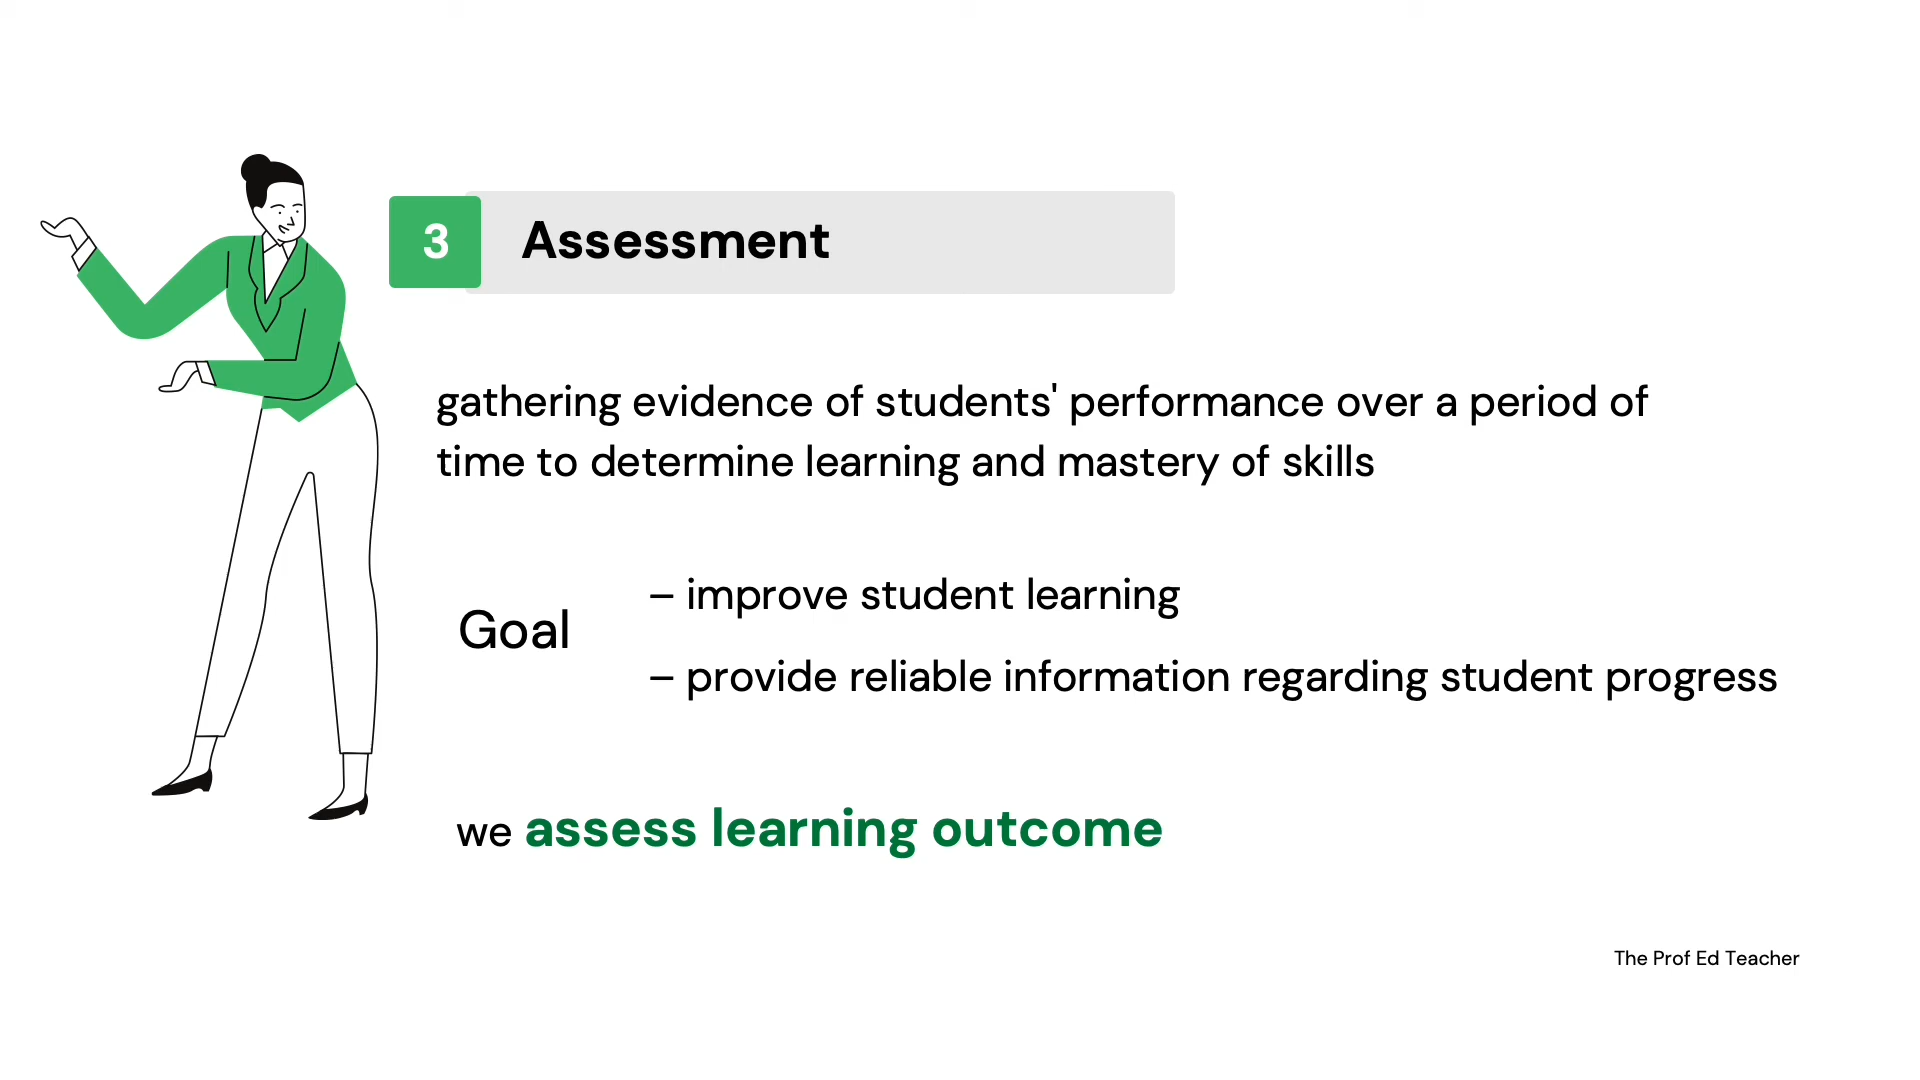 3 Assessment
gathering evidence of students' performance over a period of
time to determine learning and mastery of skills
Goal
– improve student learning
– provide reliable information regarding student progress
we assess learning outcome
The Prof Ed Teacher